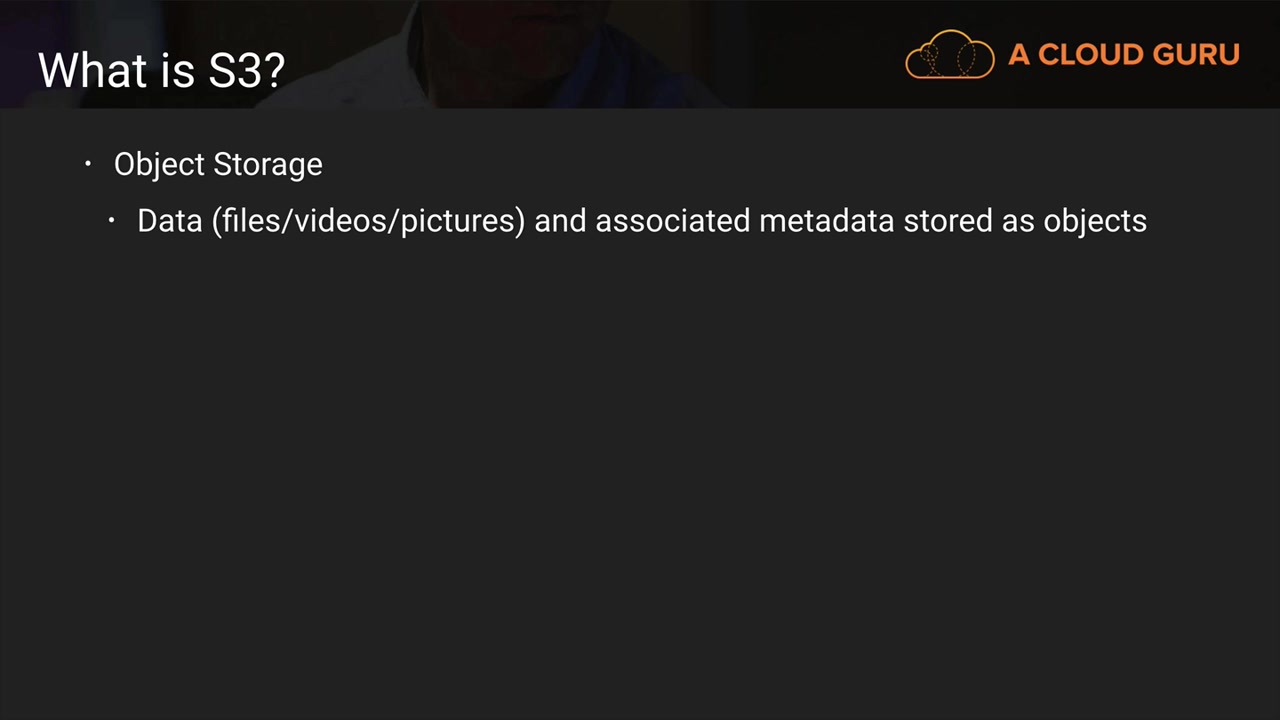 What is S3?
A CLOUD GURU
• Object Storage
• Data (files/videos/pictures) and associated metadata stored as objects